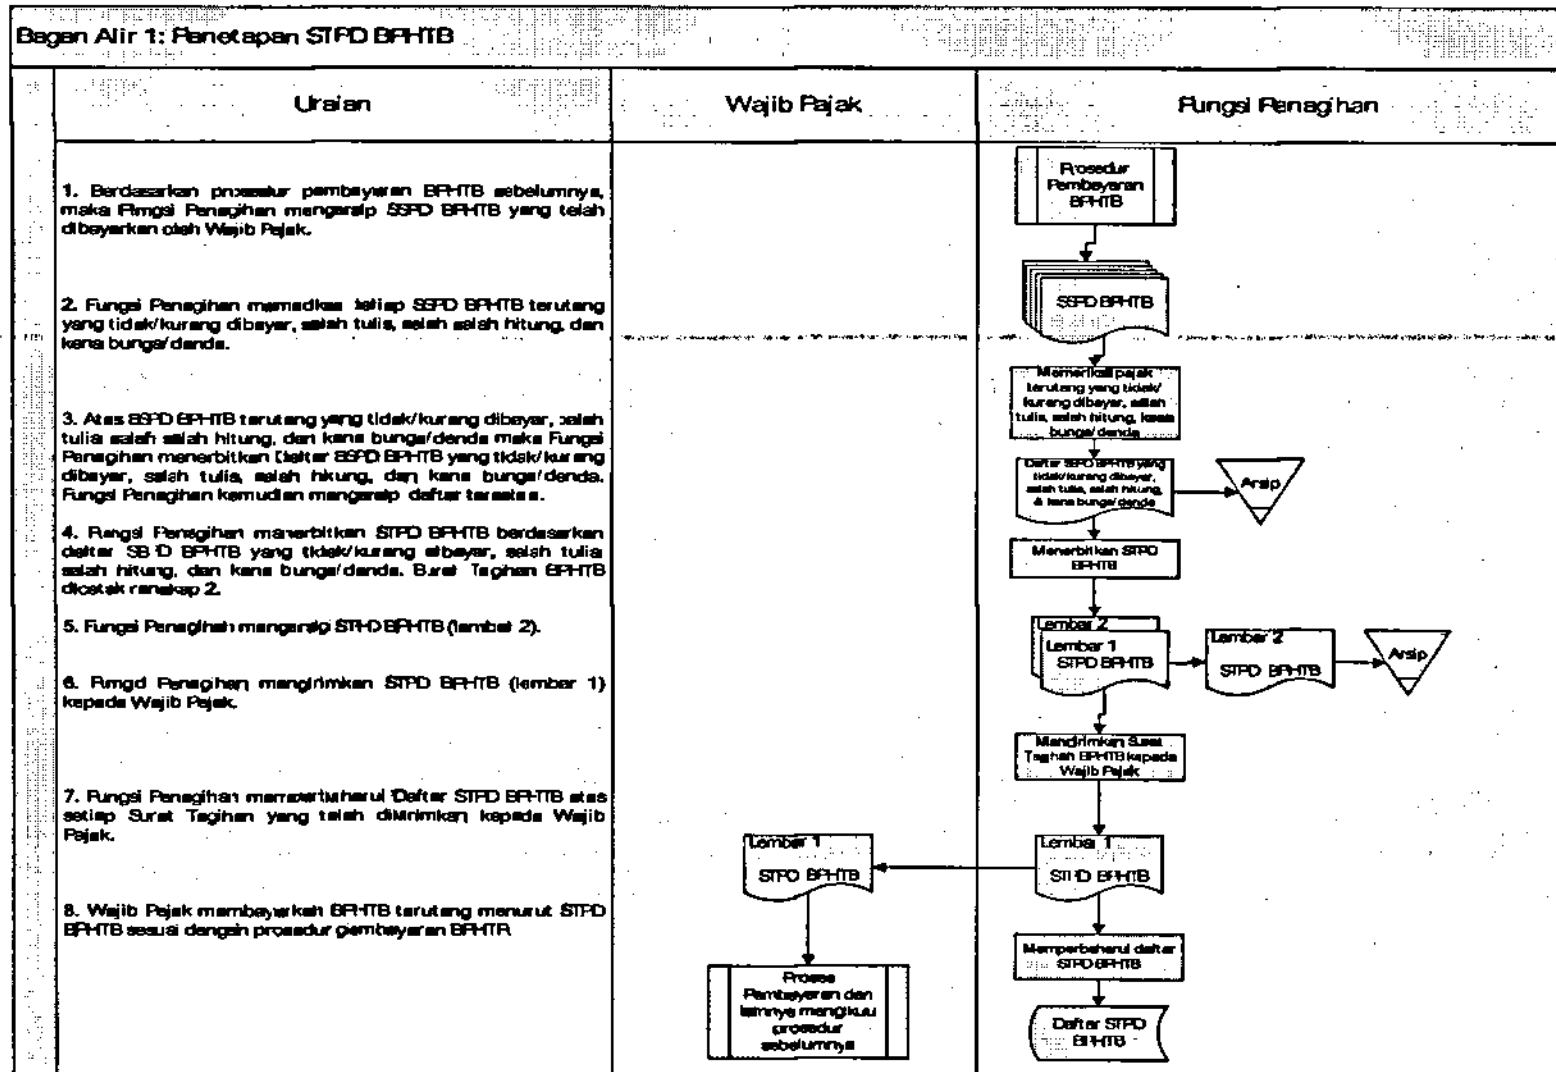 Bagan Alir 1: Penetapan STPD BPHTB
Uraian
Wajib Pajak
Fungsi Penagihan
1. Berdasarkan prosedur pembayaran BPHTB sebelumnya,
maka Fungsi Penagihan mengarsip SSPD BPHTB yang telah
dibayarkan oleh Wajib Pajak.
2. Fungsi Penagihan setiap SSPD BPHTB terutang
yang tidak/kurang dibayar, salah tulis, salah salah hitung, dan
kena bunga/denda.
3. Atas SSPD BPHTB terutang yang tidak/kurang dibayar, salah
tulis salah salah hitung, dan kena bunga/denda maka Fungsi
Penagihan menerbitkan Daftar SSPD BPHTB yang tidak/kurang
dibayar, salah tulis, salah hitung, dan kena bunga/denda.
Fungsi Penagihan kemudian mengarsip daftar tersebut.
4. Fungsi Penagihan menerbitkan STPD BPHTB berdasarkan
daftar BPHTB yang tidak/kurang dibayar, salah tulis
salah hitung, dan kena bunga/denda. Surat Tagihan BPHTB
dicetak rangkap 2.
5. Fungsi Penagihan mengarsip STPD BPHTB (lembar 2).
6. Fungsi Penagihan mengirimkan STPD BPHTB (lembar 1)
kepada Wajib Pajak.
7. Fungsi Penagihan memperbaharui Daftar STPD BPHTB atas
setiap Surat Tagihan yang telah dikirimkan kepada Wajib
Pajak.
8. Wajib Pajak membayarkan BPHTB terutang menurut STPD
BPHTB sesuai dengan prosedur pembayaran BPHTB
Prosedur
Pembayaran
BPHTB
SSPD BPHTB
Memeriksa pajak
terutang yang tidak/
kurang dibayar, salah
tulis, salah hitung, kena
bunga/denda
Daftar SSPD BPHTB yang
tidak/kurang dibayar,
salah tulis, salah hitung,
& kena bunga/denda
Arsip
Menerbitkan STPD
BPHTB
Lembar 2
Lembar 1
STPD BPHTB
Lembar 2
STPD BPHTB
Arsip
Mengirimkan Surat
Tagihan BPHTB kepada
Wajib Pajak
Lembar 1
STPD BPHTB
Lembar 1
STPD BPHTB
Memperbaharui daftar
STPD BPHTB
Daftar STPD
BPHTB
Proses
Pembayaran dan
lainnya mengikuti
prosedur
sebelumnya